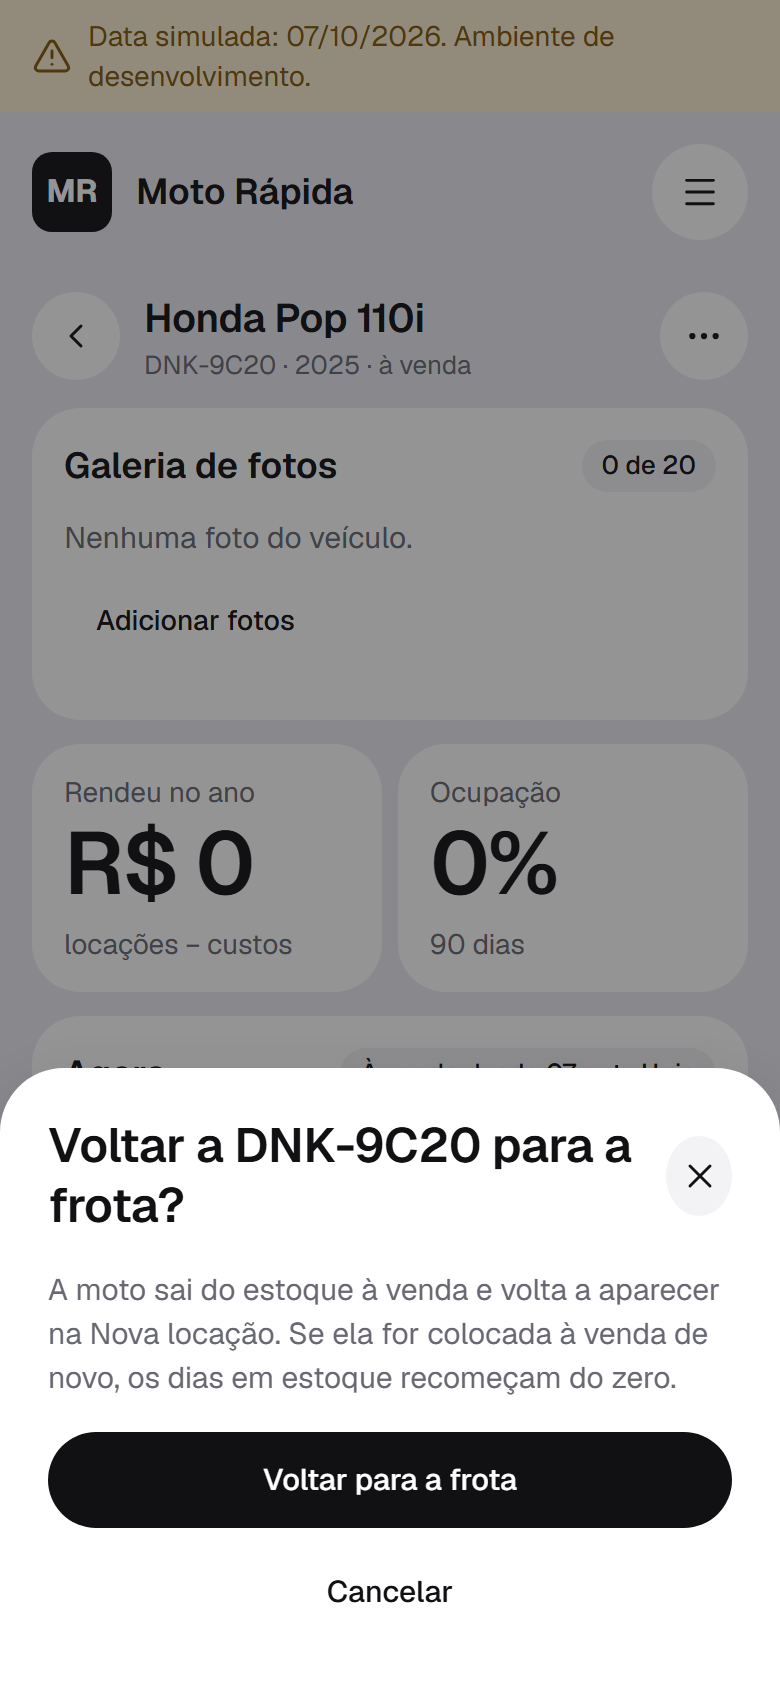 Data simulada: 07/10/2026. Ambiente de
desenvolvimento.
MR
Moto Rápida
Honda Pop 110i
DNK-9C20 · 2025 · à venda
Galeria de fotos
0 de 20
Nenhuma foto do veículo.
Adicionar fotos
Rendeu no ano
R$ 0
locações – custos
Ocupação
0%
90 dias
Agora
Voltar a DNK-9C20 para a
frota?
A moto sai do estoque à venda e volta a aparecer
na Nova locação. Se ela for colocada à venda de
novo, os dias em estoque recomeçam do zero.
Voltar para a frota
Cancelar